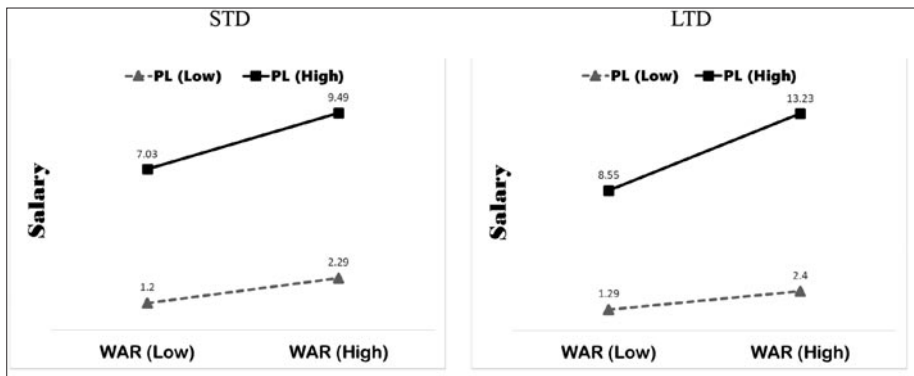 STD
PL (Low) PL (High)
9.49
7.03
Salary
2.29
1.2
WAR (Low) WAR (High)
LTD
PL (Low) PL (High)
13.23
8.55
Salary
2.4
1.29
WAR (Low) WAR (High)